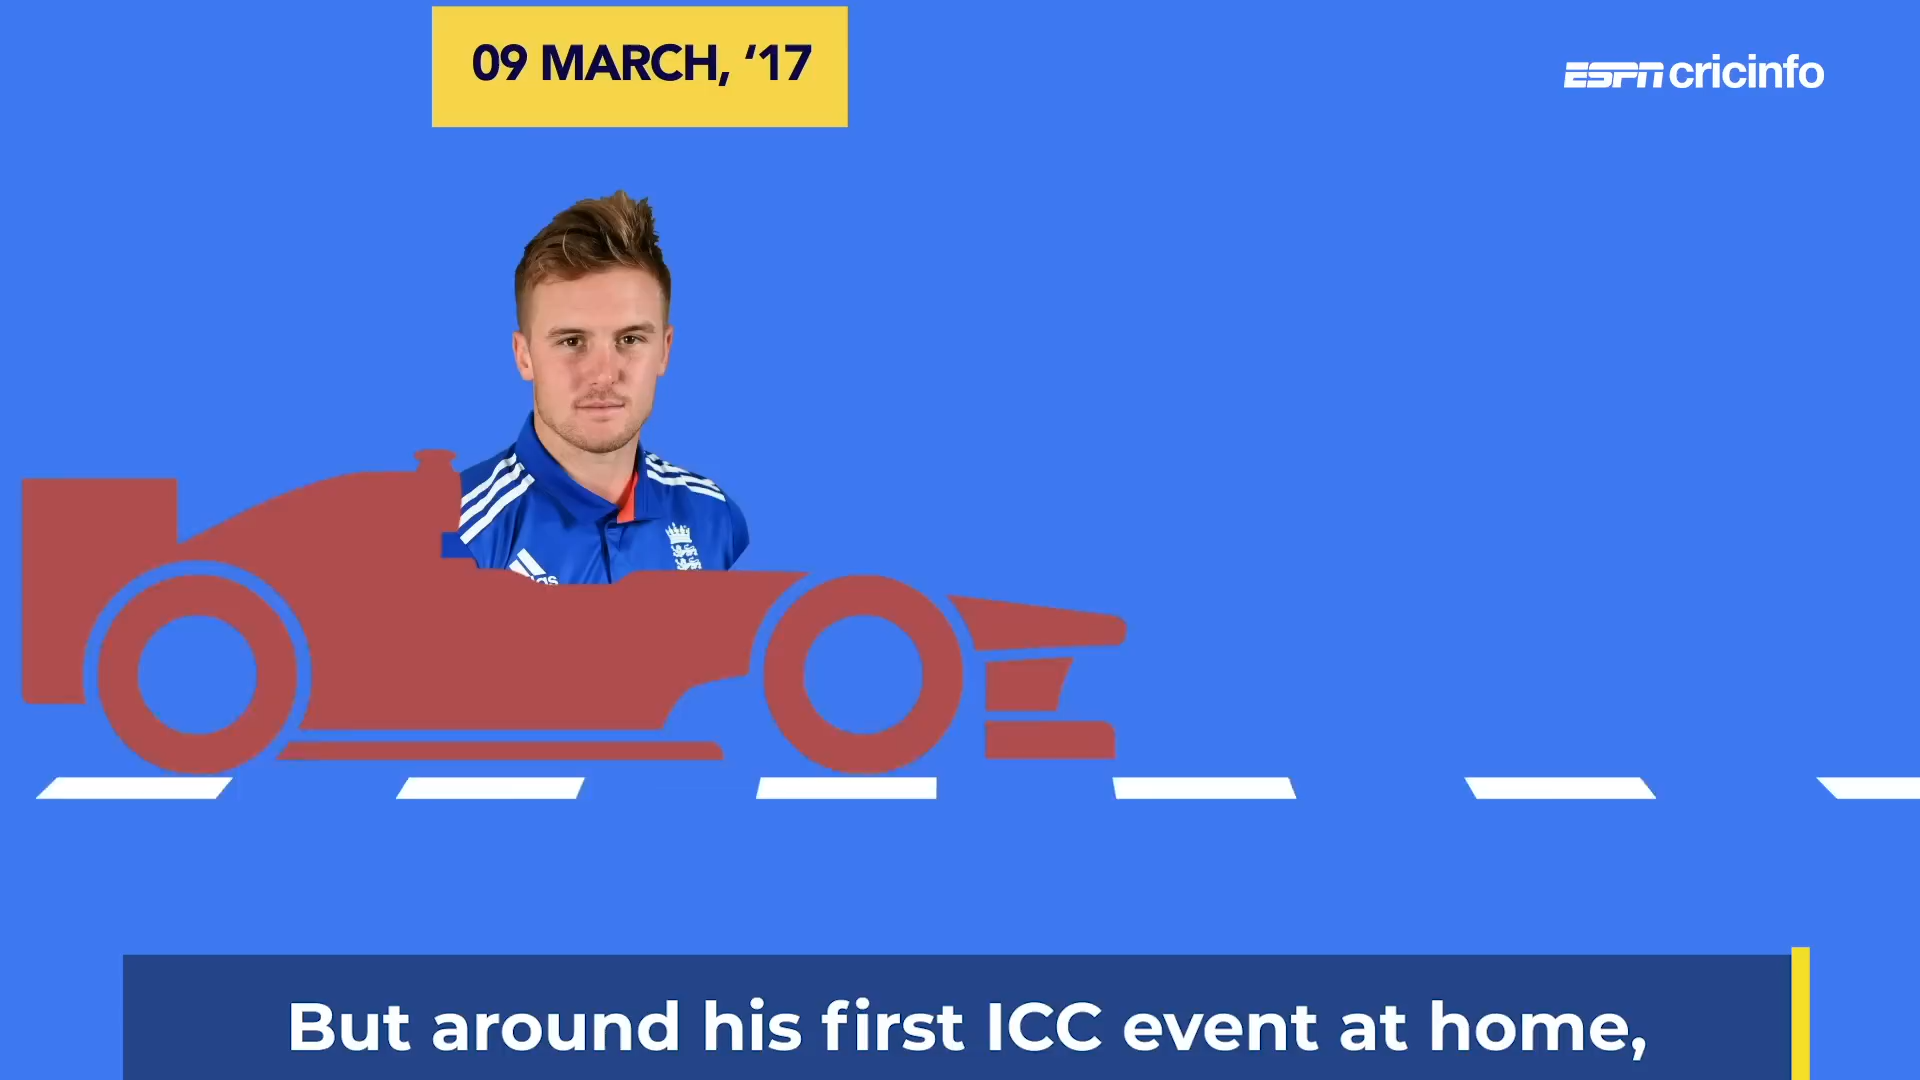 09 MARCH, ‘17
ESPN cricinfo
But around his first ICC event at home,